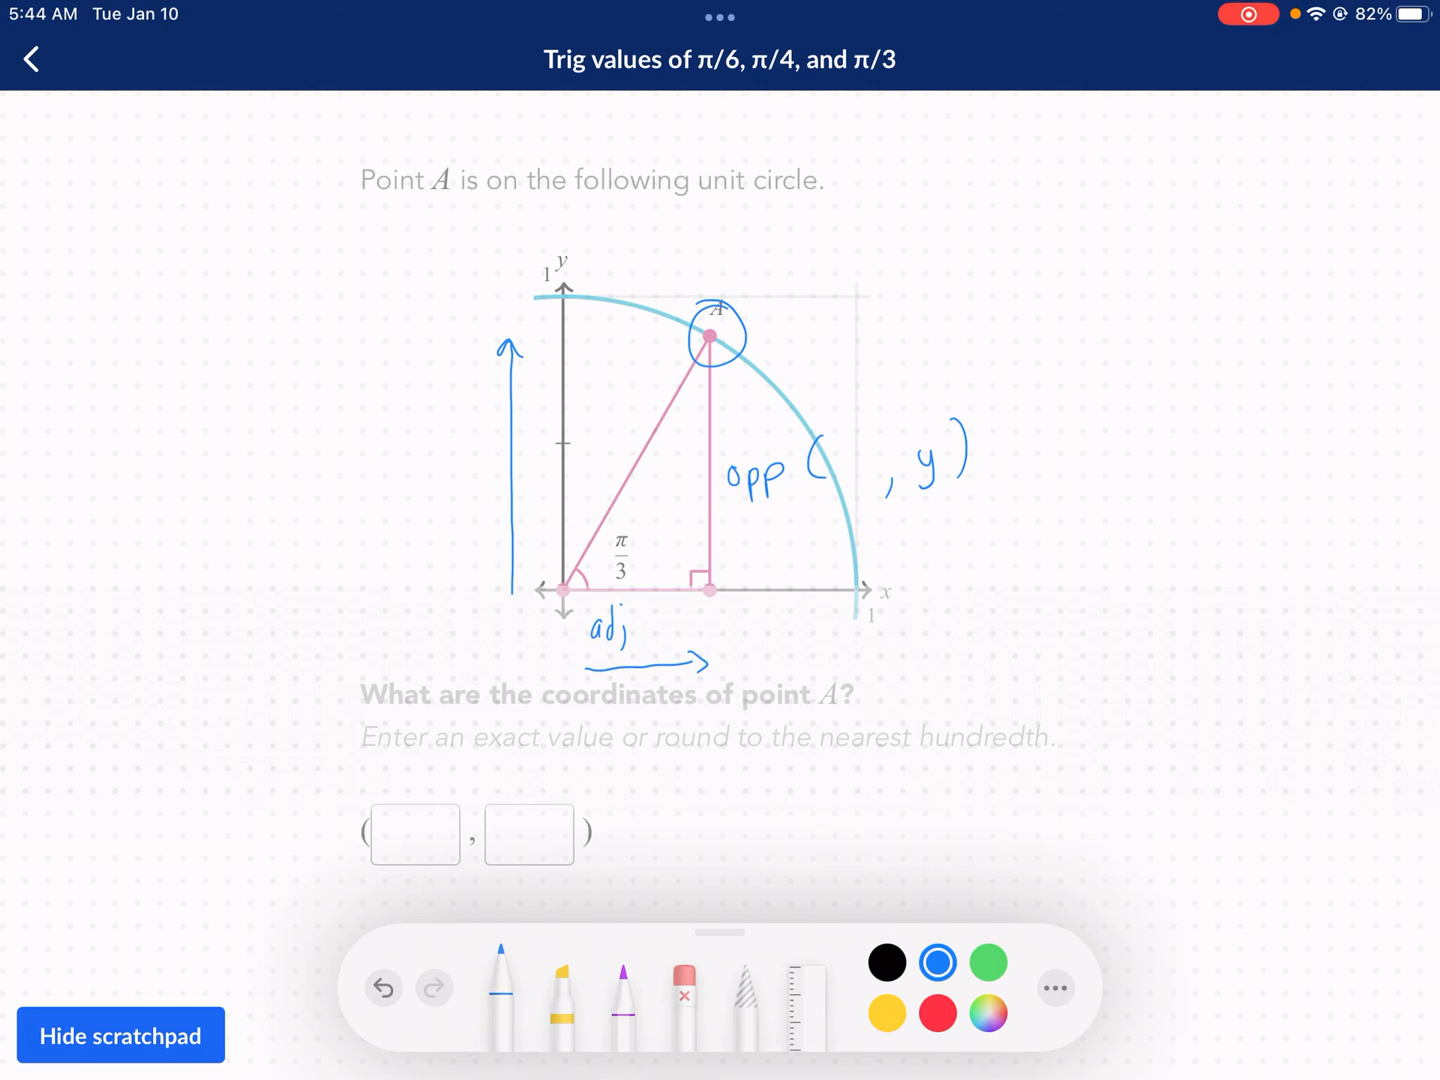 5:44 AM Tue Jan 10
82%
Trig values of π/6, π/4, and π/3
Point A is on the following unit circle.
y
1
A
opp ( , y )
π
3
x
1
adj
What are the coordinates of point A?
Enter an exact value or round to the nearest hundredth.
( , )
Hide scratchpad